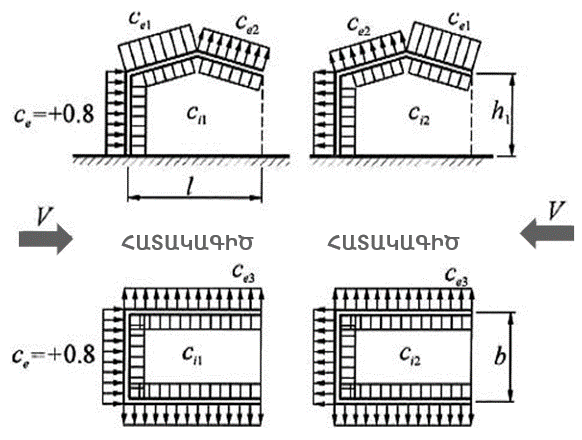 ce1 ce2 ce2 ce1
ce=+0.8 ci1 ci2 h1
l
V V
ՀԱՏԱԿԱԳԻԾ ՀԱՏԱԿԱԳԻԾ
ce3 ce3
ce=+0.8 ci1 ci2 b